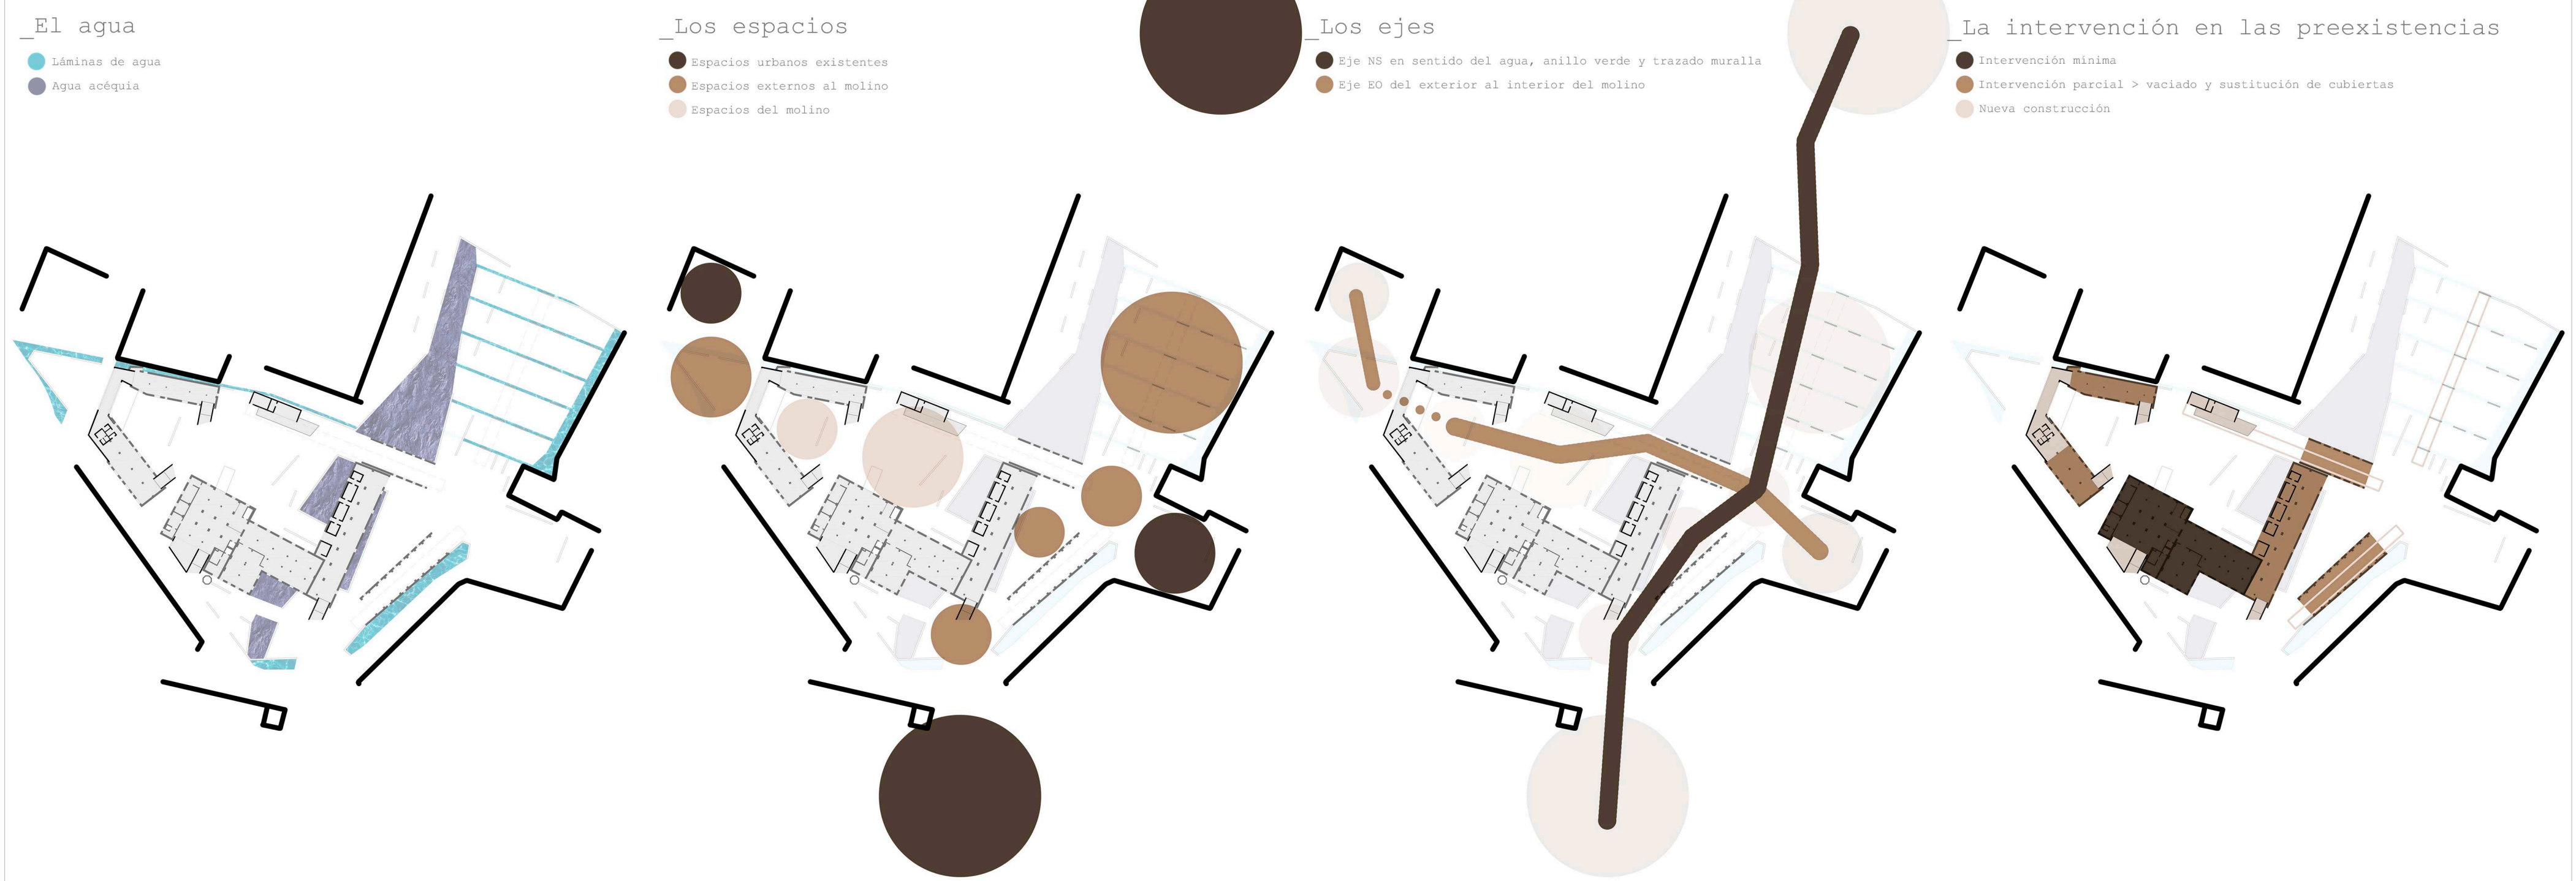 _El agua
Láminas de agua
Agua acéquia
_Los espacios
Espacios urbanos existentes
Espacios externos al molino
Espacios del molino
_Los ejes
Eje NS en sentido del agua, anillo verde y trazado muralla
Eje EO del exterior al interior del molino
_La intervención en las preexistencias
Intervención mínima
Intervención parcial > vaciado y sustitución de cubiertas
Nueva construcción